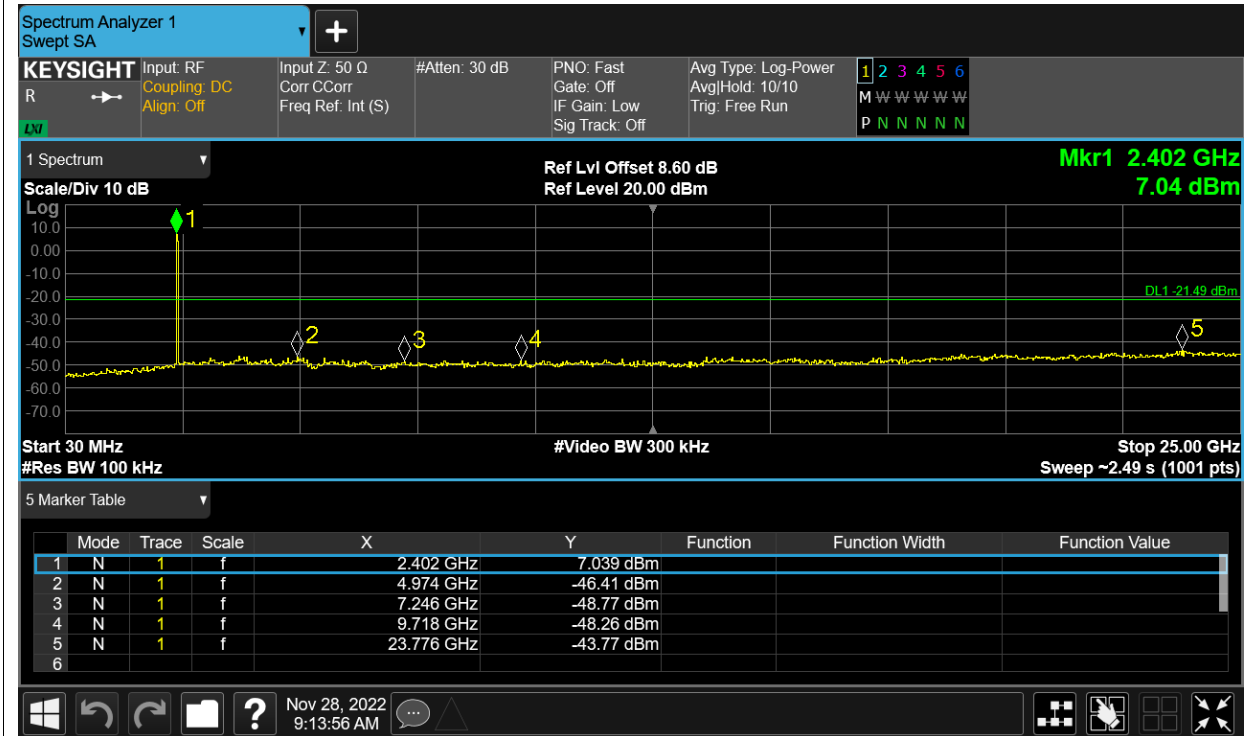 Spectrum Analyzer 1
Swept SA
+
KEYSIGHT Input: RF Input Z: 50 Ω #Atten: 30 dB PNO: Fast Avg Type: Log-Power 1 2 3 4 5 6
R Coupling: DC Corr CCorr Gate: Off Avg|Hold: 10/10 M W W W W W
Align: Off Freq Ref: Int (S) IF Gain: Low Trig: Free Run
LXI Sig Track: Off P N N N N N N
1 Spectrum Ref Lvl Offset 8.60 dB Mkr1 2.402 GHz
Scale/Div 10 dB Ref Level 20.00 dBm 7.04 dBm
Log
1
10.0
0.00
-10.0
-20.0 DL1 -21.49 dBm
-30.0
2 3 4 5
-40.0
-50.0
-60.0
-70.0
Start 30 MHz #Video BW 300 kHz Stop 25.00 GHz
#Res BW 100 kHz Sweep ~2.49 s (1001 pts)
5 Marker Table
Mode Trace Scale X Y Function Function Width Function Value
1 N 1 f 2.402 GHz 7.039 dBm
2 N 1 f 4.974 GHz -46.41 dBm
3 N 1 f 7.246 GHz -48.77 dBm
4 N 1 f 9.718 GHz -48.26 dBm
5 N 1 f 23.776 GHz -43.77 dBm
6
? Nov 28, 2022
9:13:56 AM